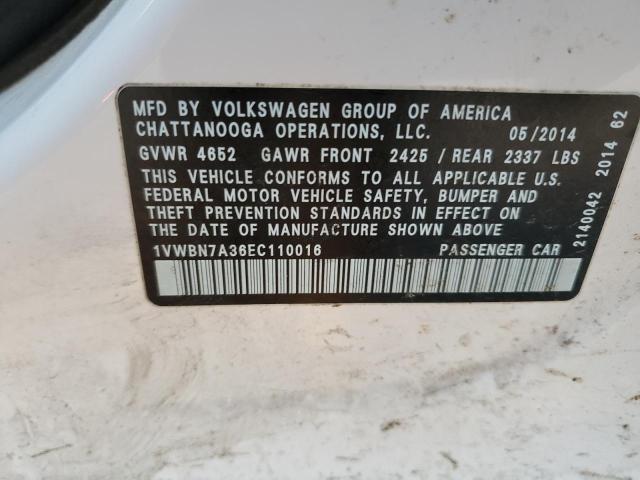 MFD BY VOLKSWAGEN GROUP OF AMERICA
CHATTANOOGA OPERATIONS, LLC. 05/2014
GVWR 4652 GAWR FRONT 2425 / REAR 2337 LBS
THIS VEHICLE CONFORMS TO ALL APPLICABLE U.S.
FEDERAL MOTOR VEHICLE SAFETY, BUMPER AND
THEFT PREVENTION STANDARDS IN EFFECT ON
THE DATE OF MANUFACTURE SHOWN ABOVE
1VWBN7A36EC110016 PASSENGER CAR
2140042 2014 62